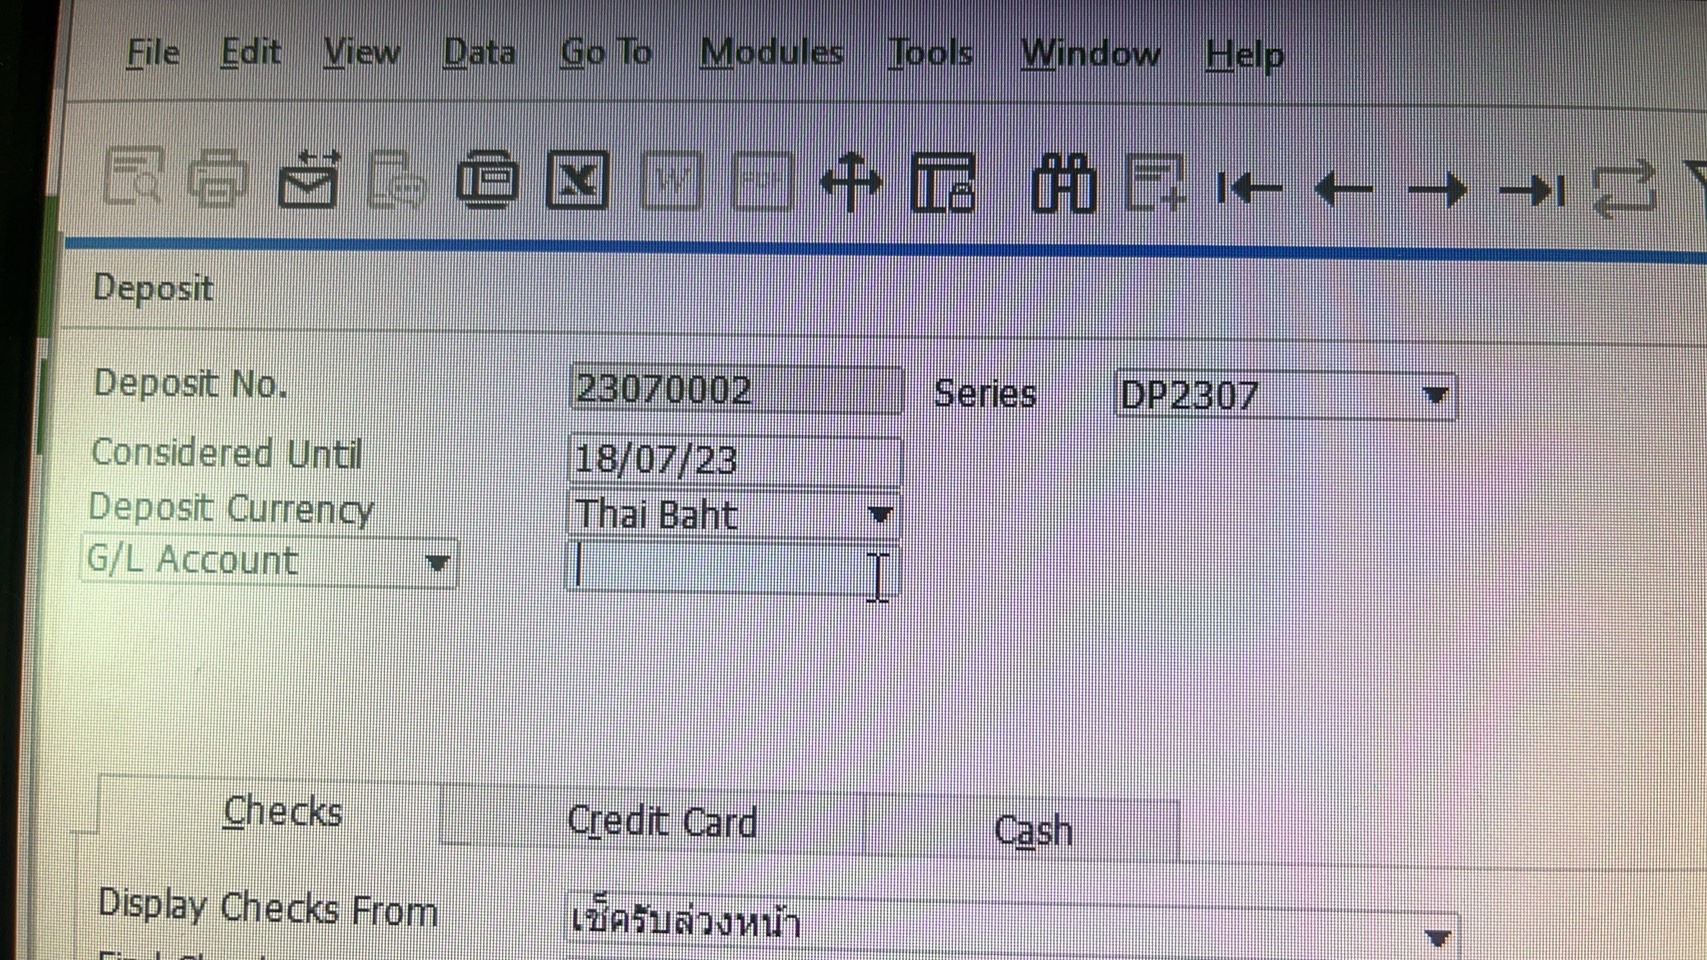 File Edit View Data Go To Modules Tools Window Help
W PDF
Deposit
Deposit No. 23070002 Series DP2307
Considered Until 18/07/23
Deposit Currency Thai Baht
G/L Account
Checks Credit Card Cash
Display Checks From เช็ครับล่วงหน้า